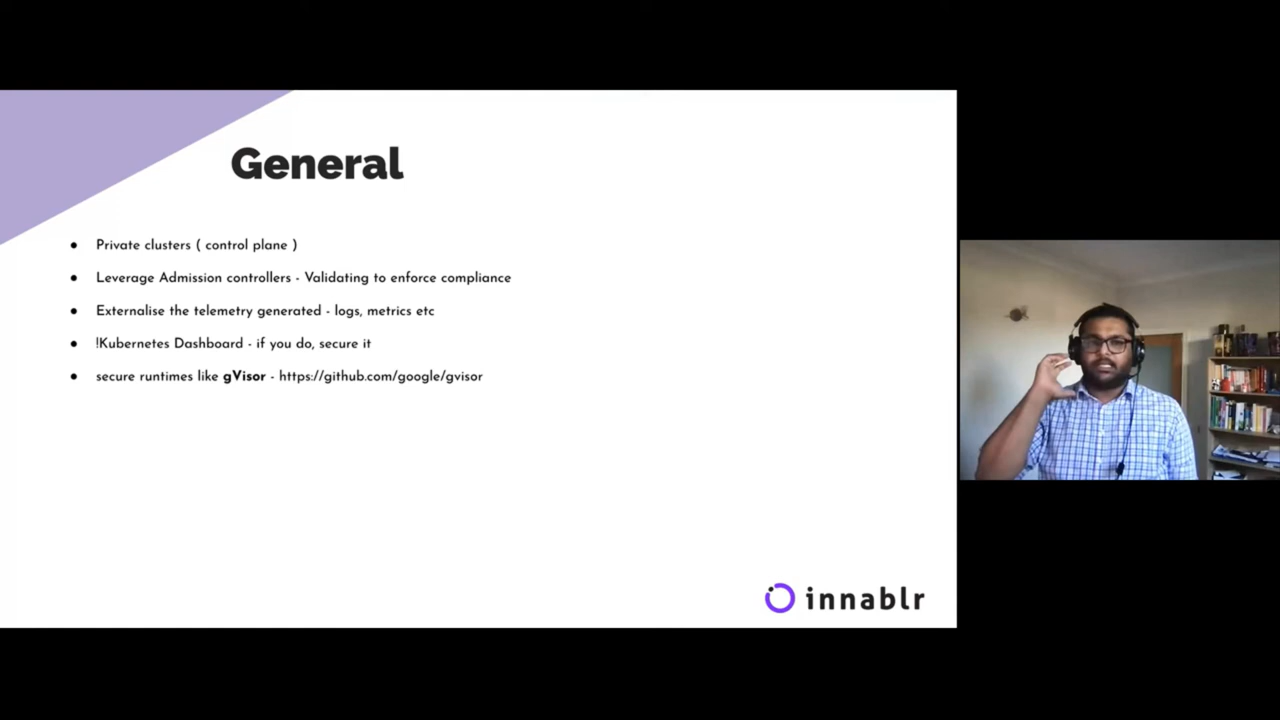 General
● Private clusters ( control plane )
● Leverage Admission controllers - Validating to enforce compliance
● Externalise the telemetry generated - logs, metrics etc
● !Kubernetes Dashboard - if you do, secure it
● secure runtimes like gVisor - https://github.com/google/gvisor
innablr